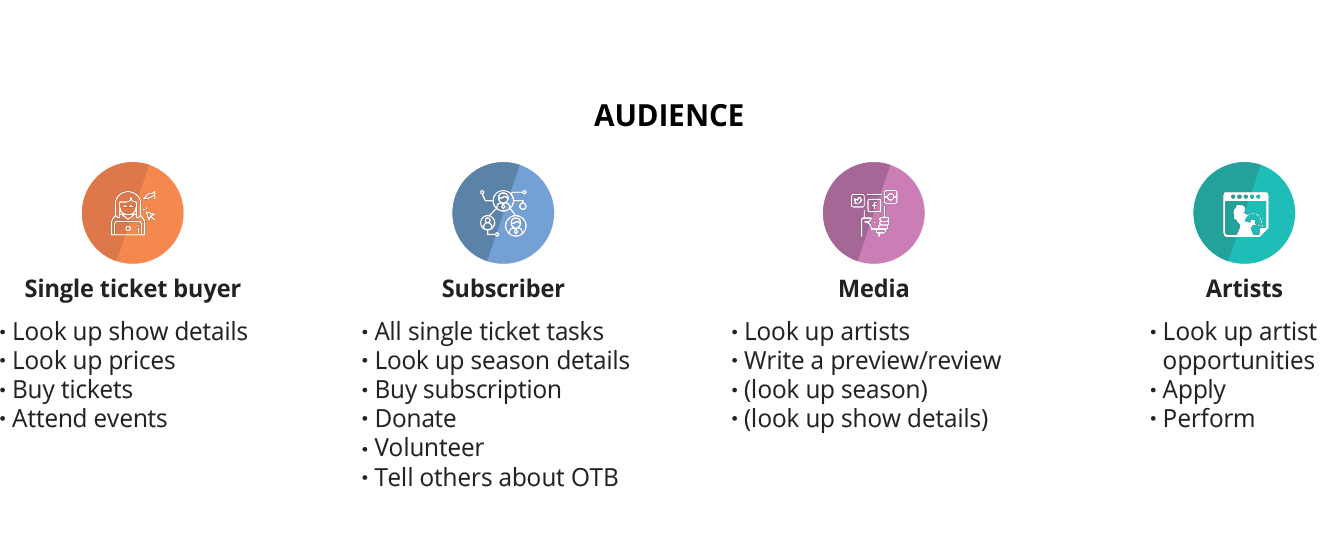 AUDIENCE
Single ticket buyer
• Look up show details
• Look up prices
• Buy tickets
• Attend events
Subscriber
• All single ticket tasks
• Look up season details
• Buy subscription
• Donate
• Volunteer
• Tell others about OTB
Media
• Look up artists
• Write a preview/review
• (look up season)
• (look up show details)
Artists
• Look up artist
opportunities
• Apply
• Perform